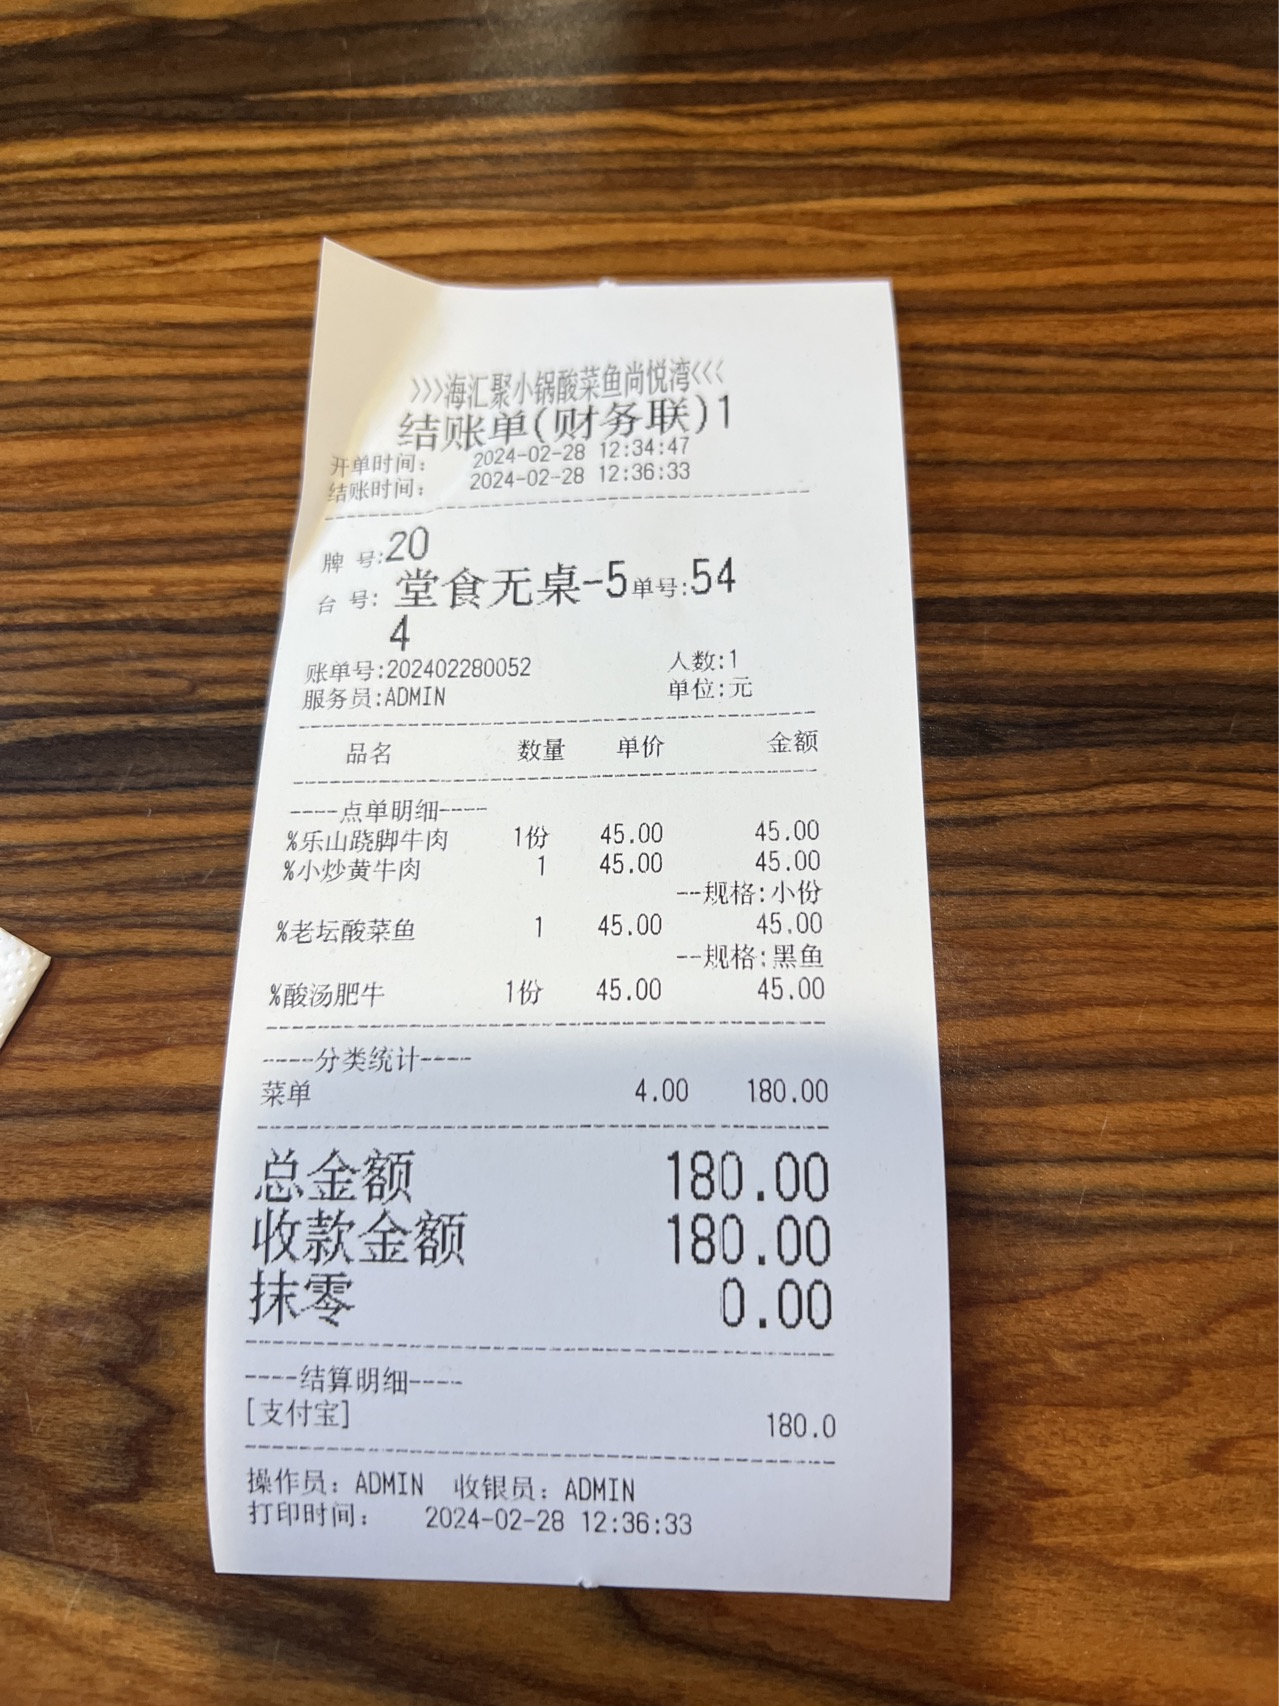 >>>海汇聚小锅酸菜鱼尚悦湾<<<
结账单(财务联)1
开单时间: 2024-02-28 12:34:47
结账时间: 2024-02-28 12:36:33
牌 号:20
台 号: 堂食无桌-5 单号:54
4
账单号:202402280052 人数:1
服务员:ADMIN 单位:元
品名 数量 单价 金额
----点单明细----
%乐山跷脚牛肉 1份 45.00 45.00
%小炒黄牛肉 1 45.00 45.00
--规格:小份
%老坛酸菜鱼 1 45.00 45.00
--规格:黑鱼
%酸汤肥牛 1份 45.00 45.00
----分类统计----
菜单 4.00 180.00
总金额 180.00
收款金额 180.00
抹零 0.00
----结算明细----
[支付宝] 180.0
操作员: ADMIN 收银员: ADMIN
打印时间: 2024-02-28 12:36:33